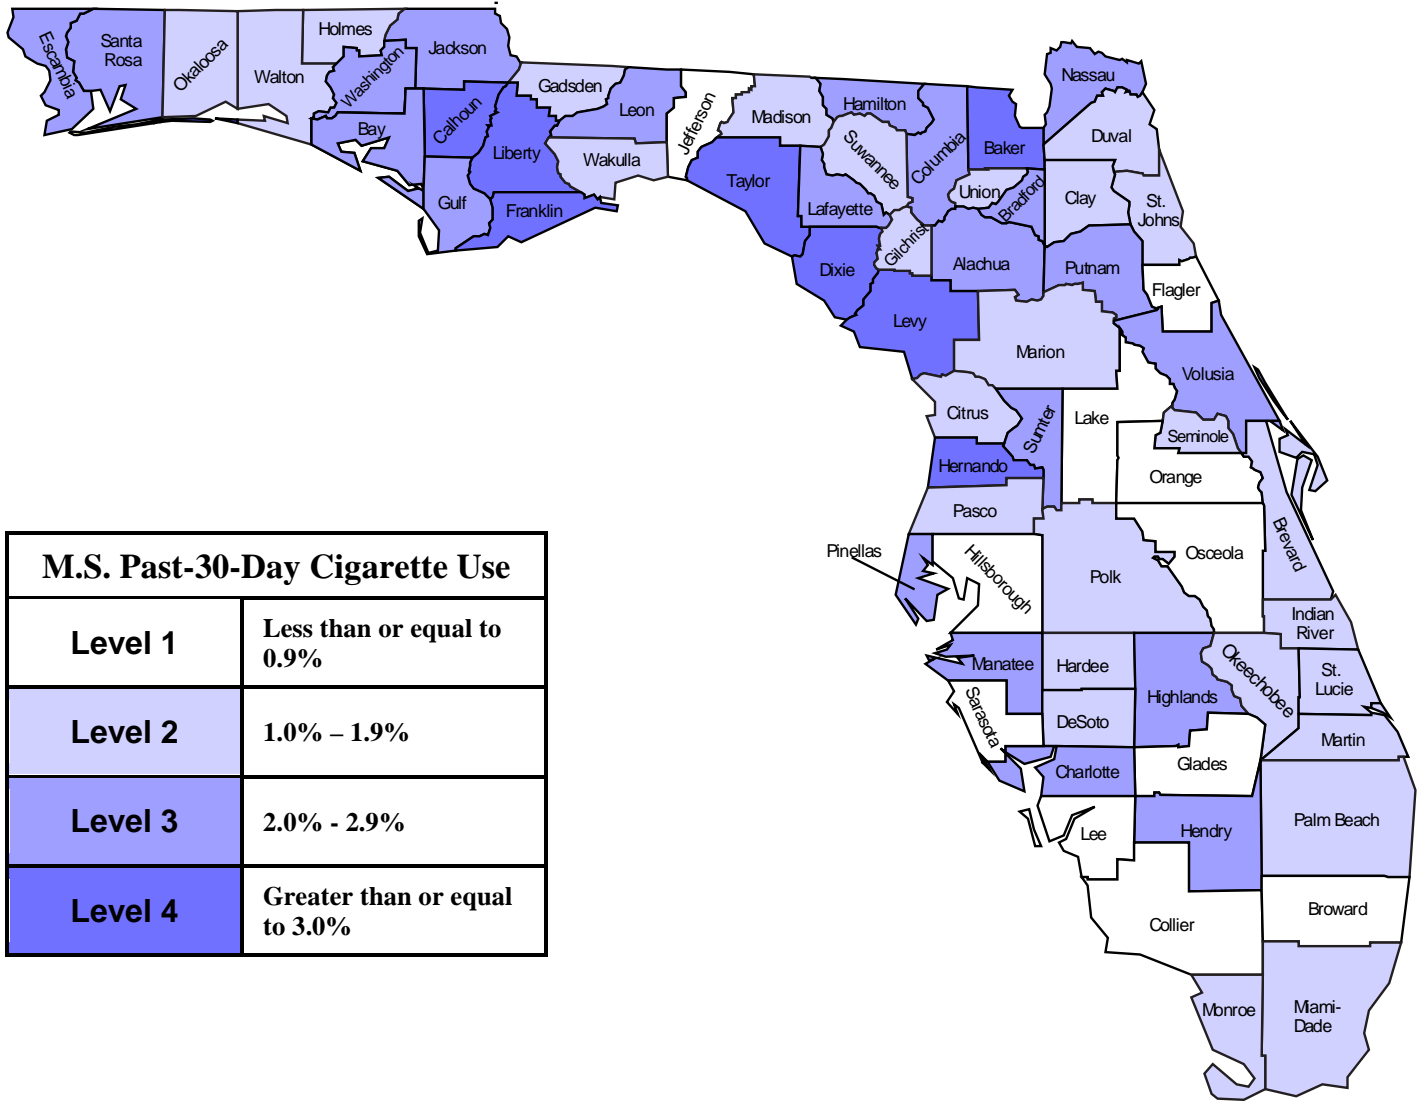 Escambia
Santa
Rosa
Okaloosa
Walton
Holmes
Washington
Jackson
Bay
Calhoun
Gulf
Liberty
Franklin
Gadsden
Leon
Wakulla
Jefferson
Madison
Taylor
Hamilton
Suwannee
Lafayette
Columbia
Baker
Union
Bradford
Nassau
Duval
Clay
St.
Johns
Gilchrist
Dixie
Alachua
Putnam
Flagler
Levy
Marion
Volusia
Citrus
Sumter
Lake
Seminole
Hernando
Orange
Pasco
Pinellas
Hillsborough
Polk
Osceola
Brevard
Indian
River
Manatee
Hardee
Highlands
Okeechobee
St.
Lucie
Sarasota
DeSoto
Martin
Charlotte
Glades
Lee
Hendry
Palm Beach
Collier
Broward
Monroe
Miami-
Dade
M.S. Past-30-Day Cigarette Use
Level 1
Less than or equal to
0.9%
Level 2
1.0% – 1.9%
Level 3
2.0% - 2.9%
Level 4
Greater than or equal
to 3.0%